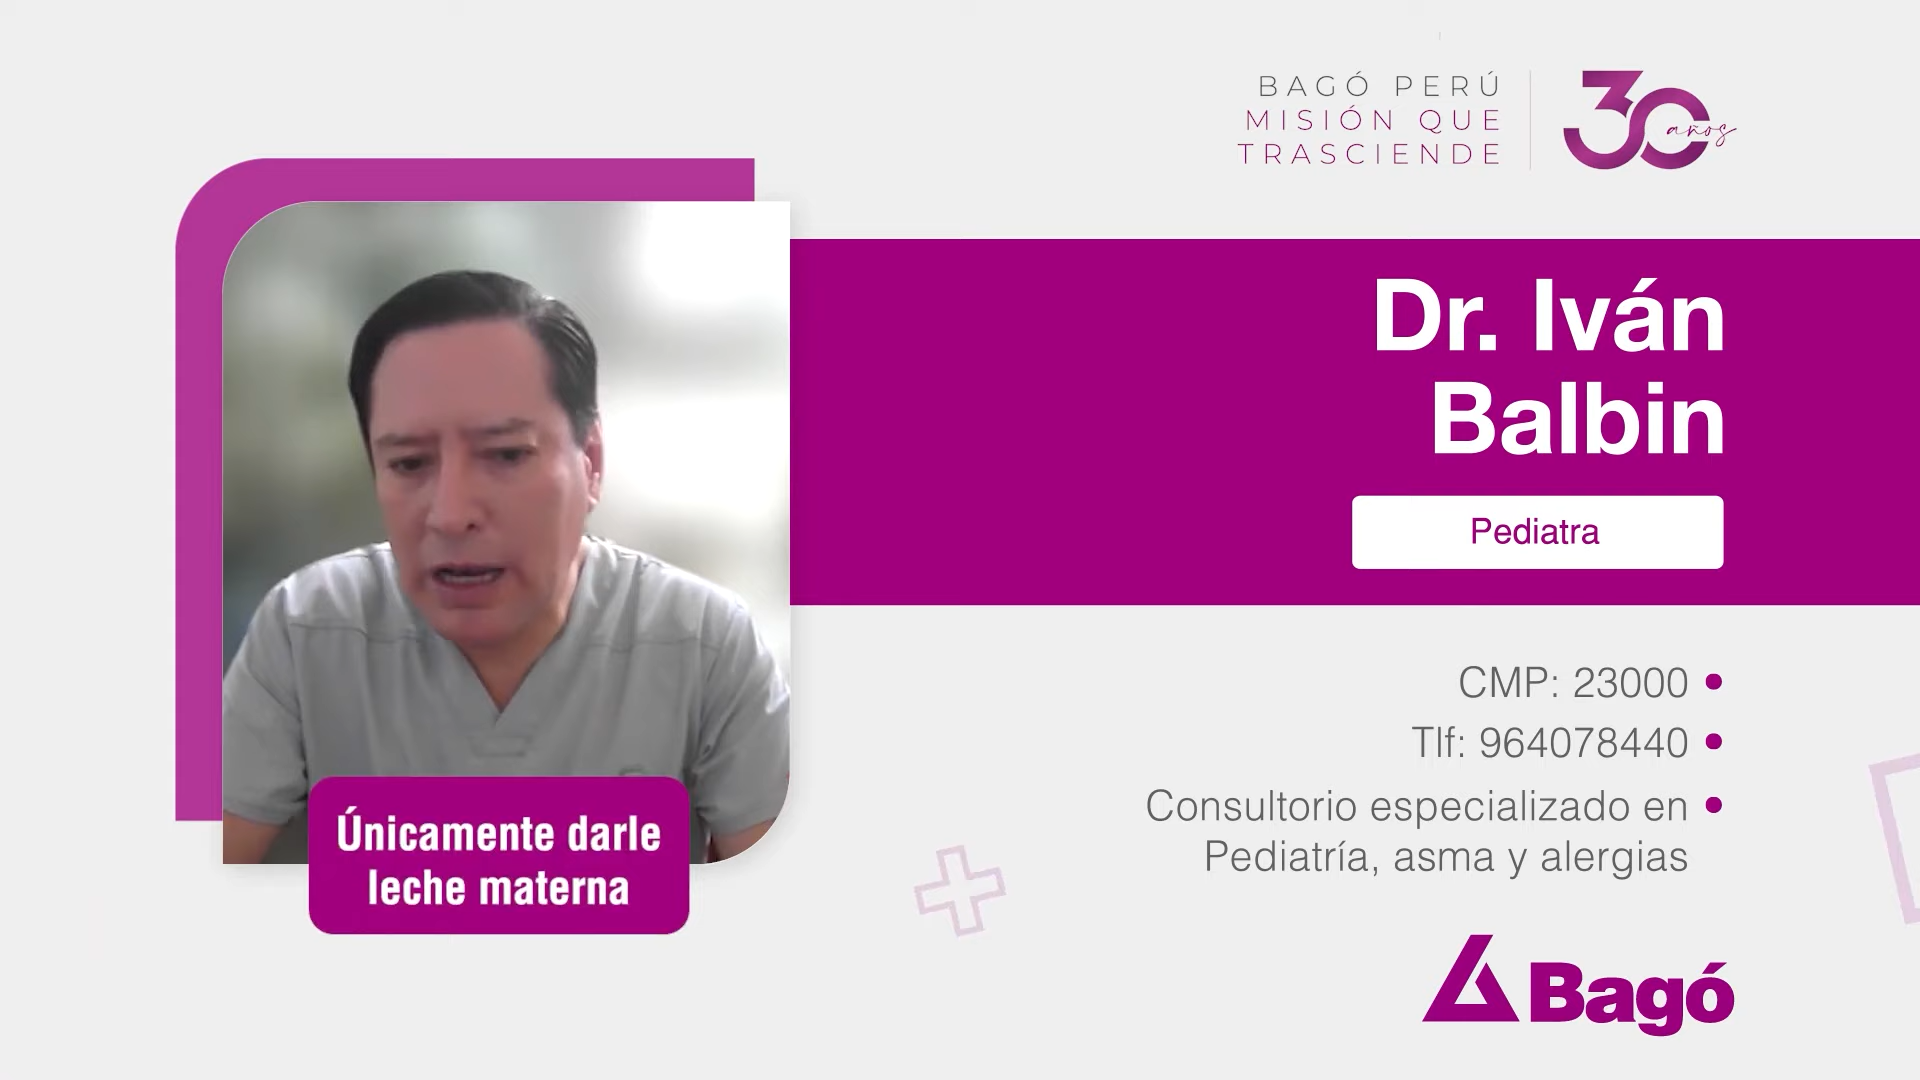 BAGÓ PERÚ
MISIÓN QUE
TRASCIENDE
30
años
Dr. Iván
Balbin
Pediatra
CMP: 23000
Tlf: 964078440
Consultorio especializado en
Pediatría, asma y alergias
Únicamente darle
leche materna
Bagó